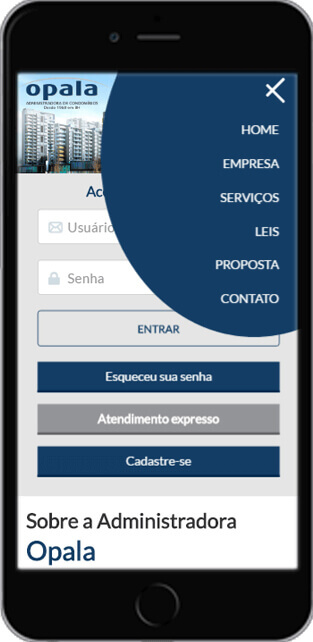 opala
ADMINISTRADORA DE CONDOMÍNIOS
Desde 1968 em BH
HOME
EMPRESA
SERVIÇOS
LEIS
PROPOSTA
CONTATO
Ac
Usuário
Senha
ENTRAR
Esqueceu sua senha
Atendimento expresso
Cadastre-se
Sobre a Administradora
Opala